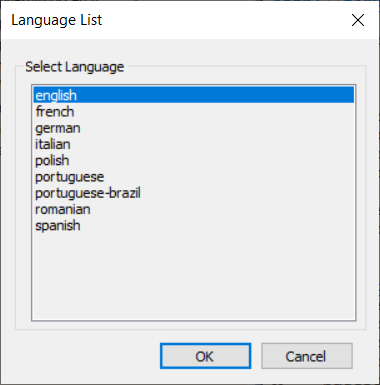 Language List
Select Language
english
french
german
italian
polish
portuguese
portuguese-brazil
romanian
spanish
OK
Cancel